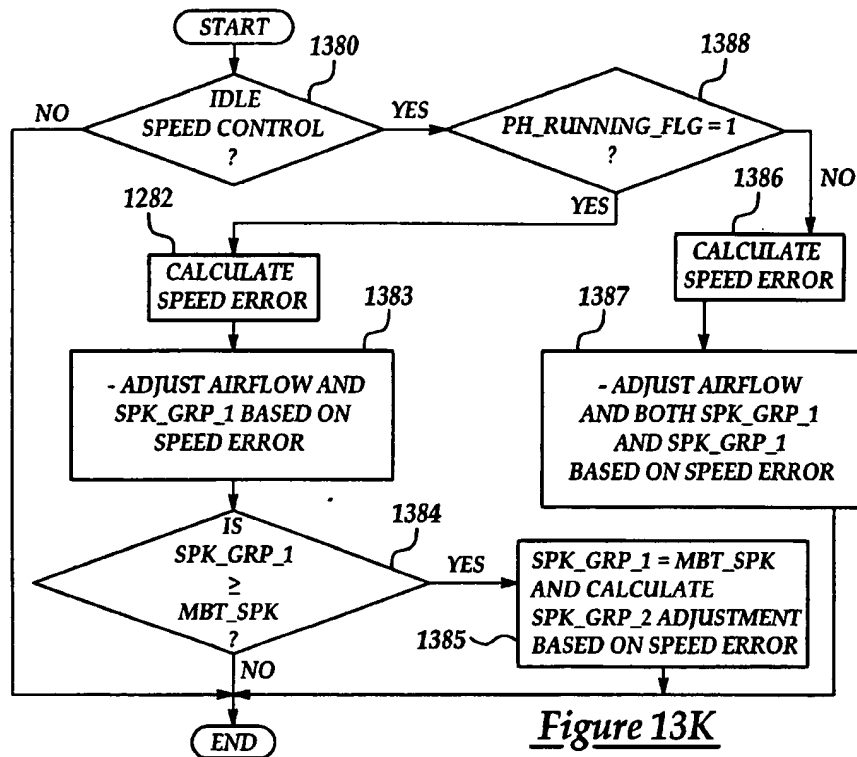 START
1380
1388
IDLE
SPEED CONTROL
?
NO
YES
PH_RUNNING_FLG = 1
?
YES
NO
1282
1386
CALCULATE
SPEED ERROR
CALCULATE
SPEED ERROR
1383
1387
- ADJUST AIRFLOW AND
SPK_GRP_1 BASED ON
SPEED ERROR
- ADJUST AIRFLOW
AND BOTH SPK_GRP_1
AND SPK_GRP_1
BASED ON SPEED ERROR
1384
IS
SPK_GRP_1
≥
MBT_SPK
?
YES
NO
SPK_GRP_1 = MBT_SPK
AND CALCULATE
SPK_GRP_2 ADJUSTMENT
BASED ON SPEED ERROR
1385
END
Figure 13K